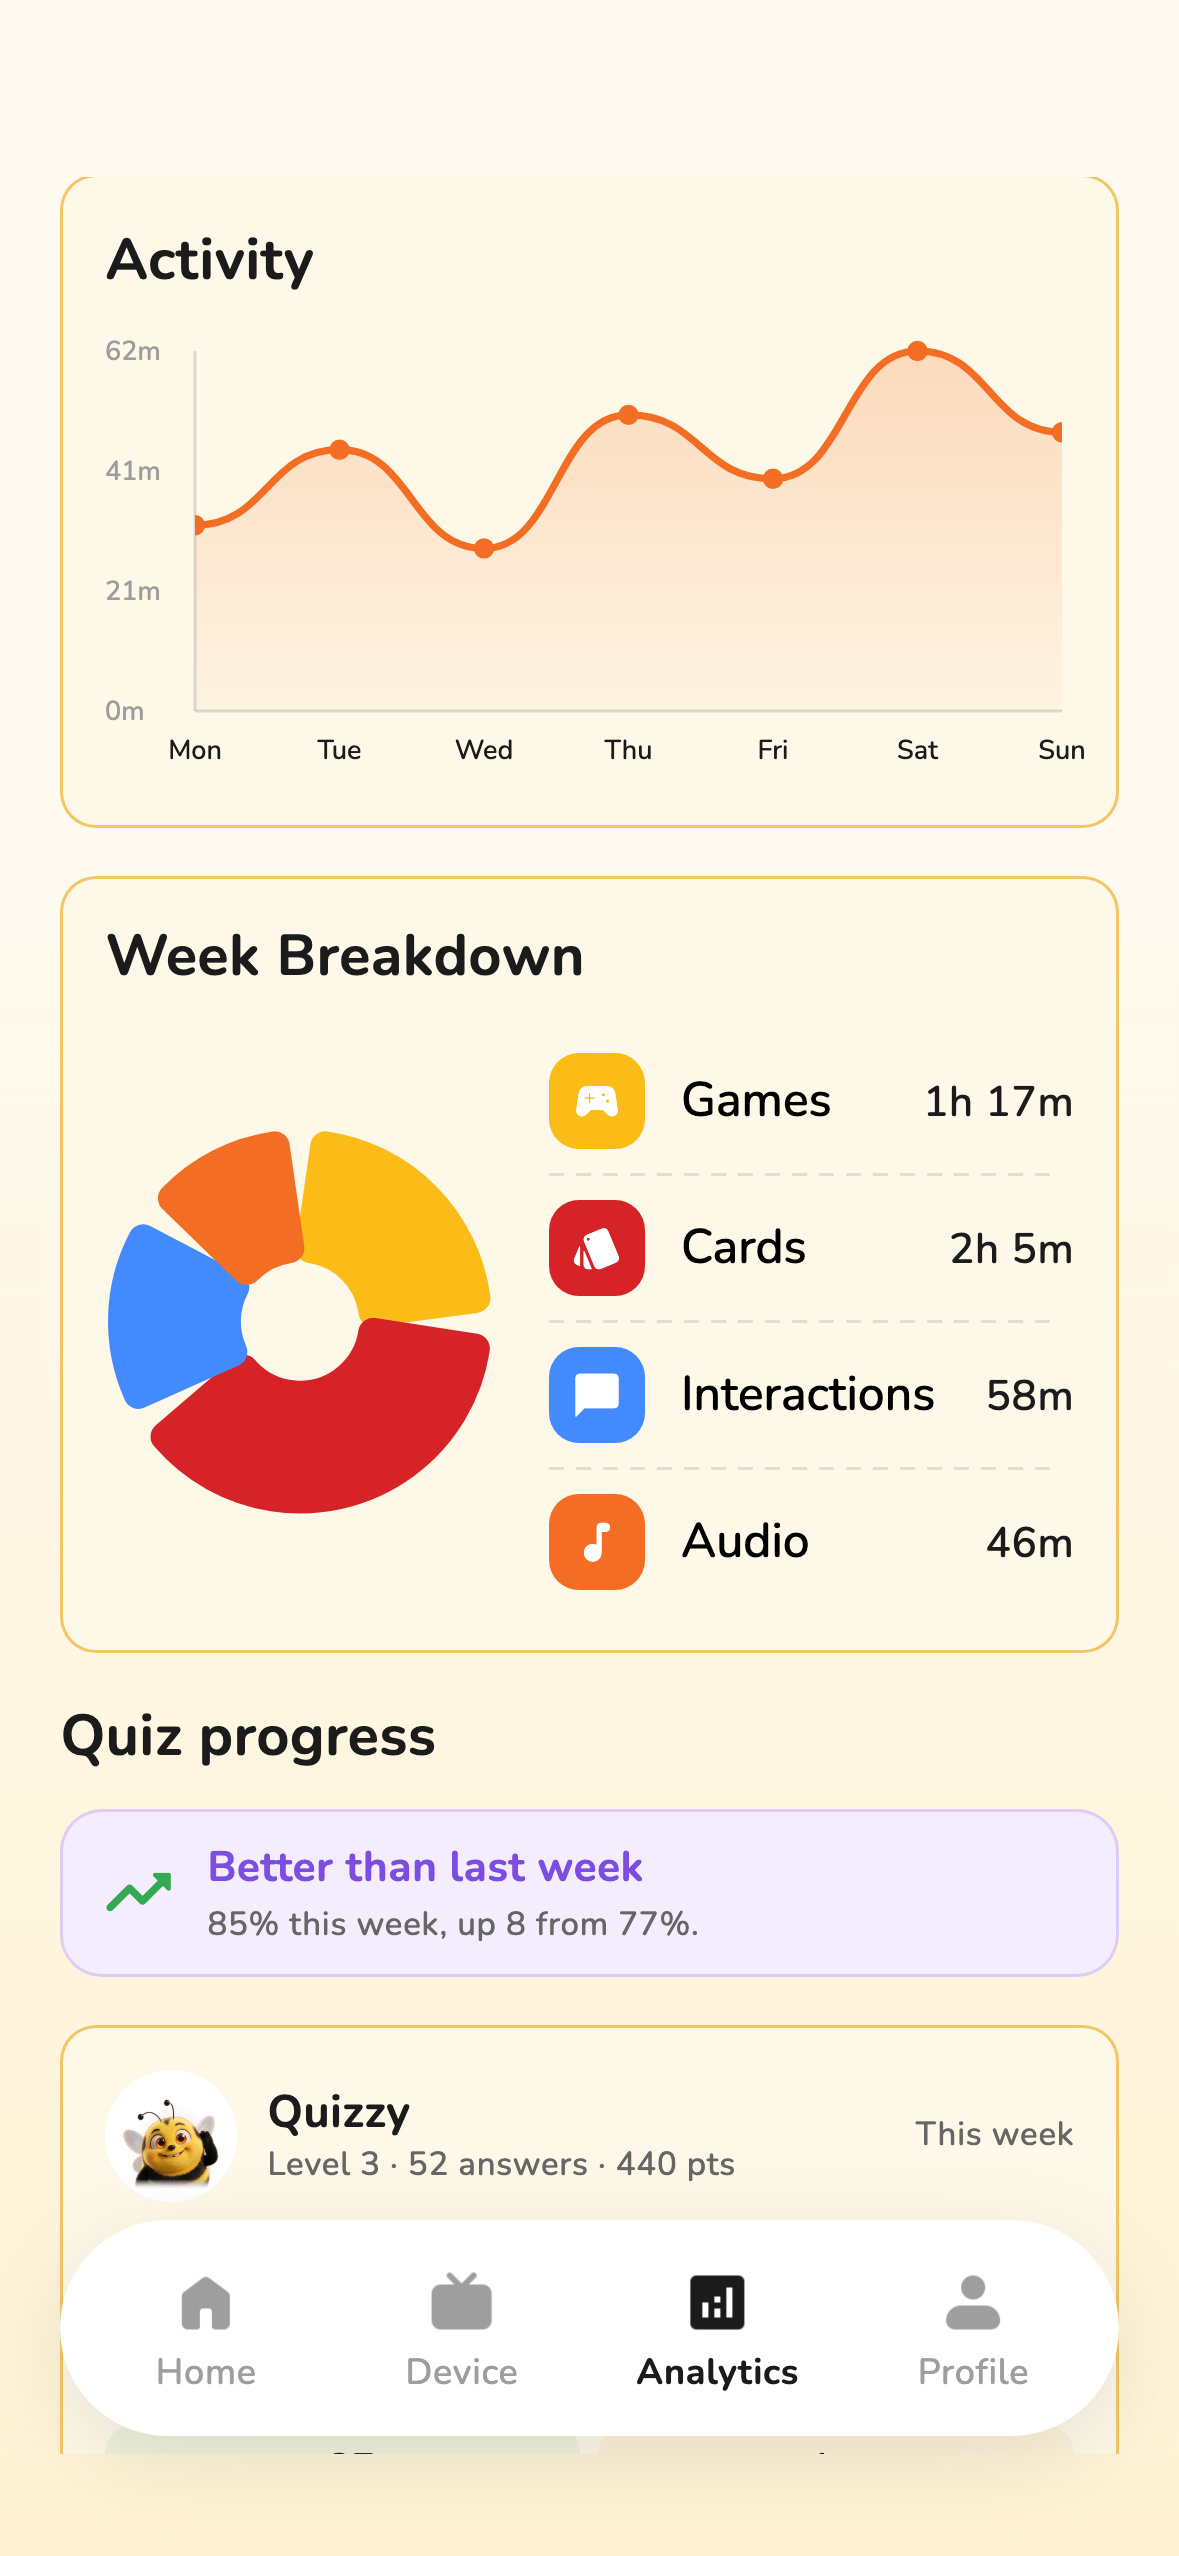 Activity
62m
41m
21m
0m
Mon Tue Wed Thu Fri Sat Sun
Week Breakdown
Games 1h 17m
Cards 2h 5m
Interactions 58m
Audio 46m
Quiz progress
Better than last week
85% this week, up 8 from 77%.
Quizzy
Level 3 · 52 answers · 440 pts
This week
Home Device Analytics Profile